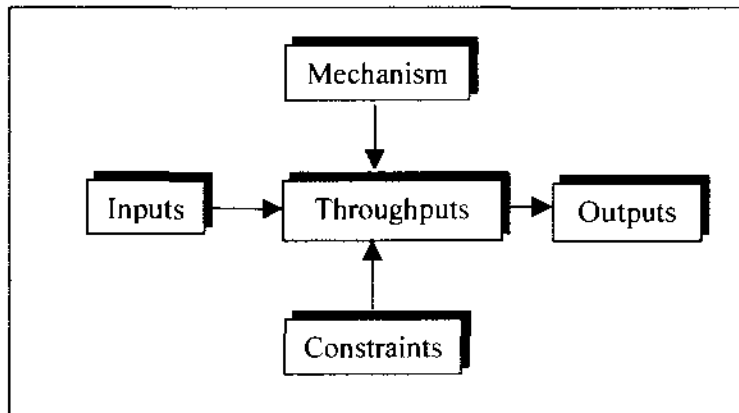 Mechanism
Inputs
Throughputs
Outputs
Constraints